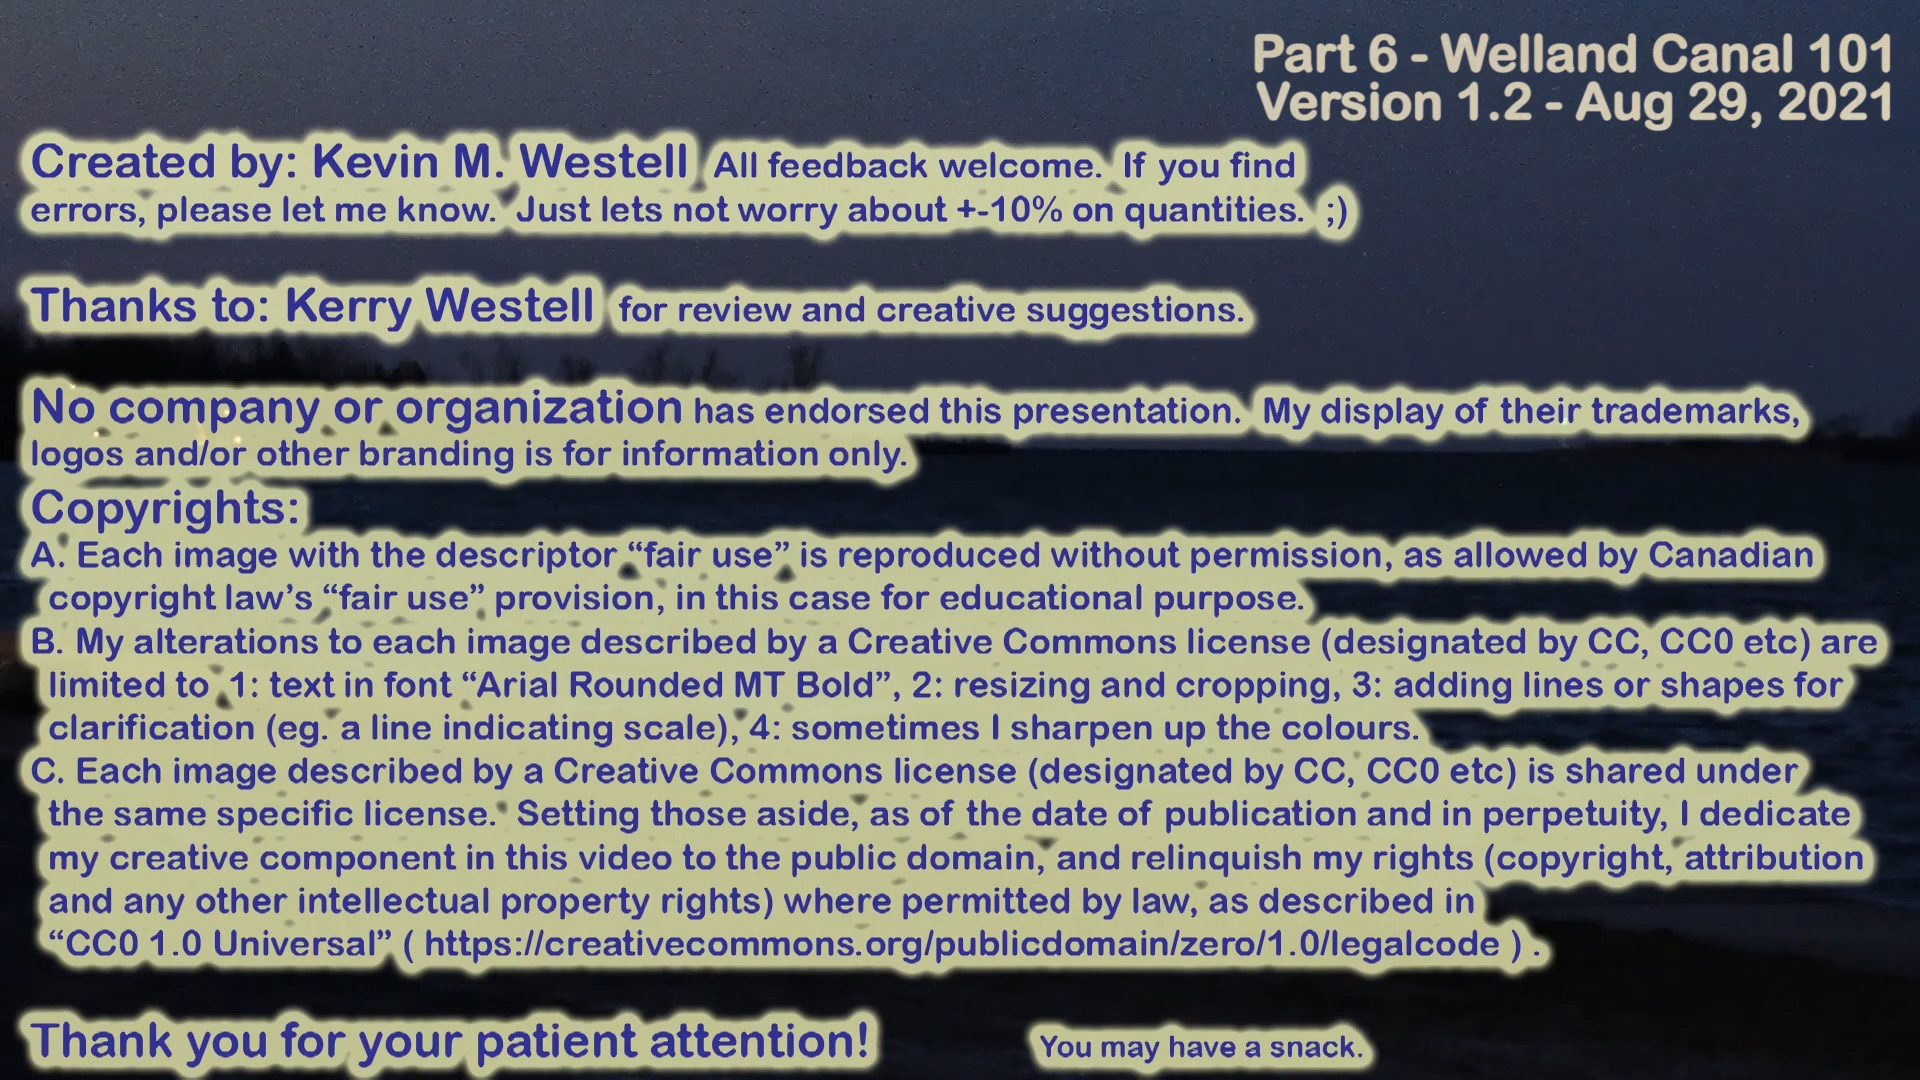 Part 6 - Welland Canal 101
Version 1.2 - Aug 29, 2021
Created by: Kevin M. Westell All feedback welcome. If you find
errors, please let me know. Just lets not worry about +-10% on quantities. ;)
Thanks to: Kerry Westell for review and creative suggestions.
No company or organization has endorsed this presentation. My display of their trademarks,
logos and/or other branding is for information only.
Copyrights:
A. Each image with the descriptor “fair use” is reproduced without permission, as allowed by Canadian
copyright law’s “fair use” provision, in this case for educational purpose.
B. My alterations to each image described by a Creative Commons license (designated by CC, CC0 etc) are
limited to 1: text in font “Arial Rounded MT Bold”, 2: resizing and cropping, 3: adding lines or shapes for
clarification (eg. a line indicating scale), 4: sometimes I sharpen up the colours.
C. Each image described by a Creative Commons license (designated by CC, CC0 etc) is shared under
the same specific license. Setting those aside, as of the date of publication and in perpetuity, I dedicate
my creative component in this video to the public domain, and relinquish my rights (copyright, attribution
and any other intellectual property rights) where permitted by law, as described in
“CC0 1.0 Universal” ( https://creativecommons.org/publicdomain/zero/1.0/legalcode ) .
Thank you for your patient attention! You may have a snack.